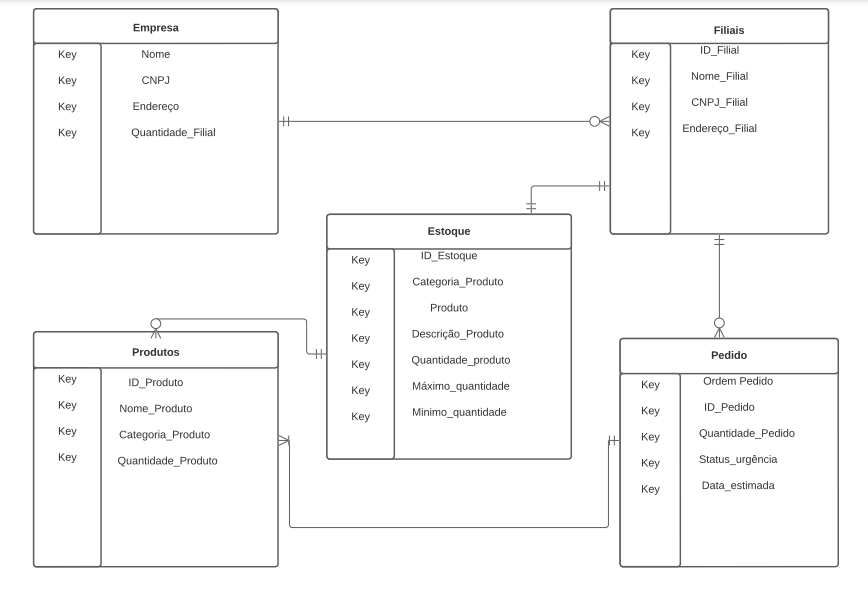 Empresa
Key Nome
Key CNPJ
Key Endereço
Key Quantidade_Filial
Filiais
Key ID_Filial
Key Nome_Filial
Key CNPJ_Filial
Key Endereço_Filial
Estoque
Key ID_Estoque
Key Categoria_Produto
Key Produto
Key Descrição_Produto
Key Quantidade_produto
Key Máximo_quantidade
Key Minimo_quantidade
Produtos
Key ID_Produto
Key Nome_Produto
Key Categoria_Produto
Key Quantidade_Produto
Pedido
Key Ordem Pedido
Key ID_Pedido
Key Quantidade_Pedido
Key Status_urgência
Key Data_estimada